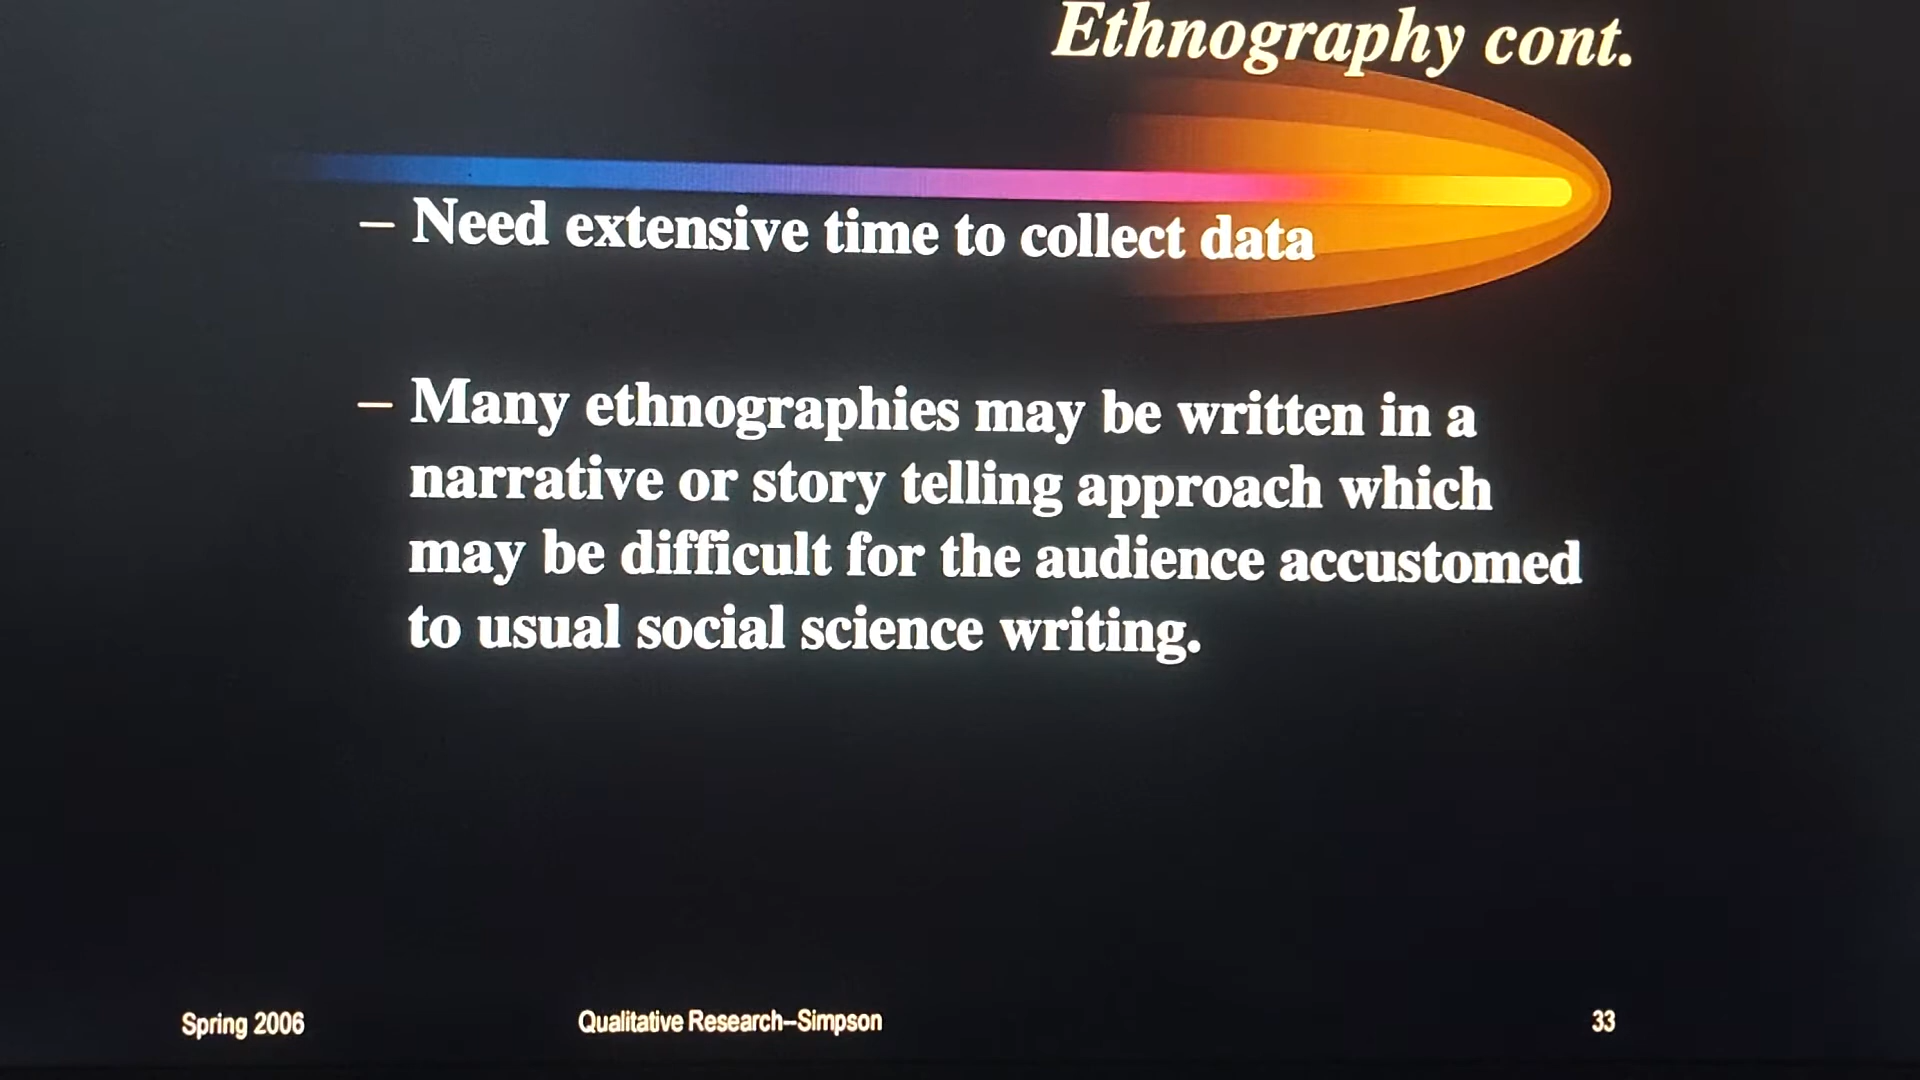 Ethnography cont.
– Need extensive time to collect data
– Many ethnographies may be written in a
narrative or story telling approach which
may be difficult for the audience accustomed
to usual social science writing.
Spring 2006
Qualitative Research–Simpson
33